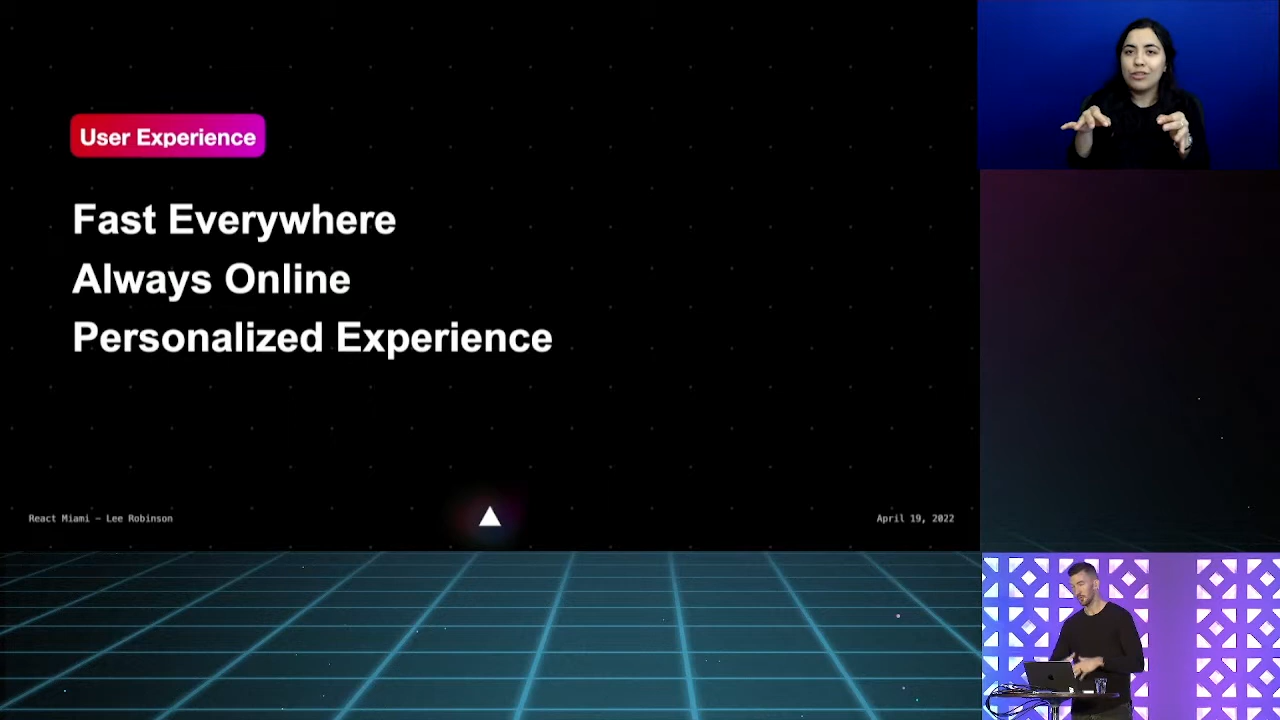 User Experience
Fast Everywhere
Always Online
Personalized Experience
React Miami — Lee Robinson
April 19, 2022